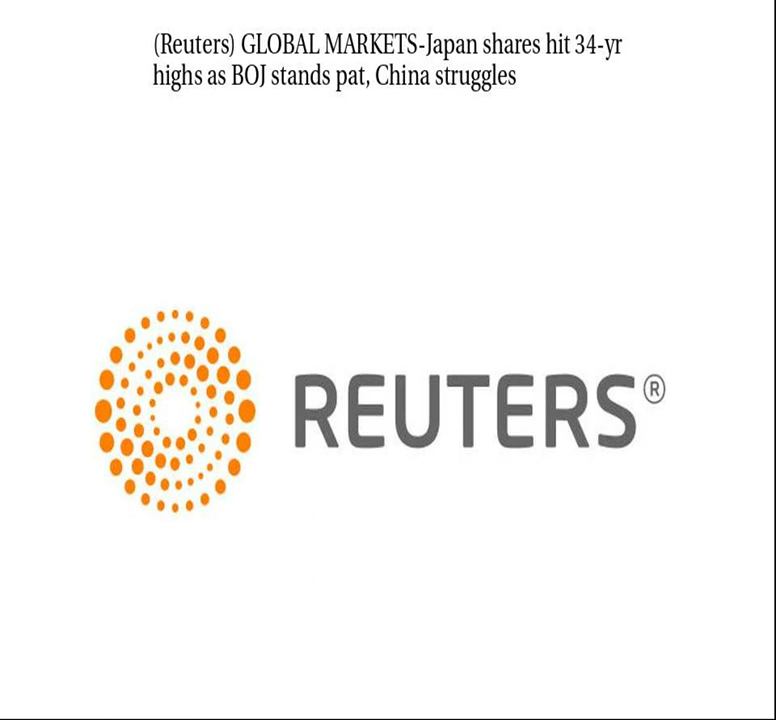 (Reuters) GLOBAL MARKETS-Japan shares hit 34-yr
highs as BOJ stands pat, China struggles
REUTERS®